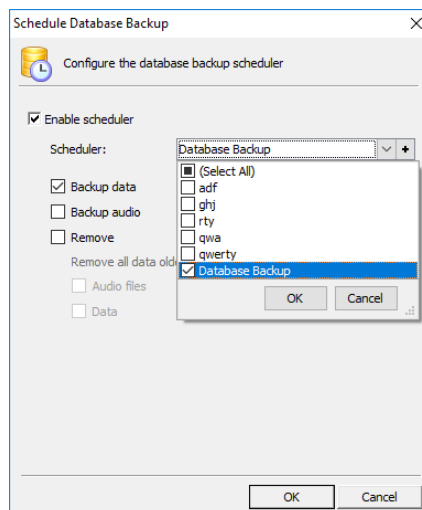 Schedule Database Backup
Configure the database backup scheduler
Enable scheduler
Scheduler: Database Backup
(Select All)
Backup data
adf
ghj
Backup audio
rty
Remove
qwa
qwerty
Remove all data old
Database Backup
Audio files
OK Cancel
Data
OK Cancel